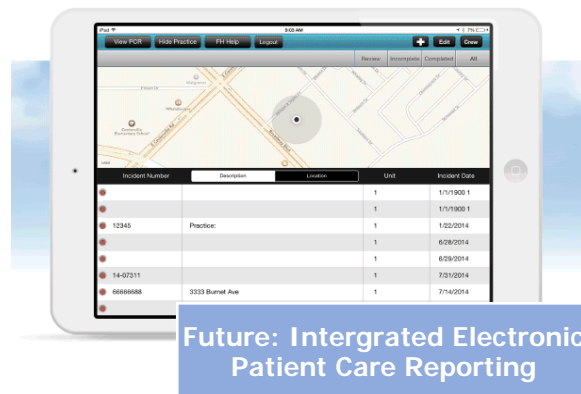 iPad 9:02 AM 7%
View PCR Hide Practice FH Help Logout Edit Crew
Review Incomplete Completed All
Legal
Incident Number Description Location Unit Incident Date
1 1/1/1900 1
1 1/1/1900 1
12345 Practice: 1 1/22/2014
1 6/28/2014
1 6/29/2014
14-07311 1 7/21/2014
66666688 3333 Burnet Ave 1 7/14/2014
Future: Intergrated Electronic
Patient Care Reporting